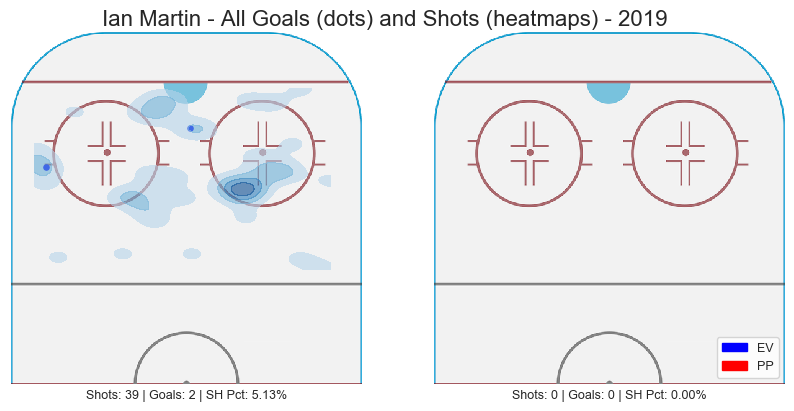 Ian Martin - All Goals (dots) and Shots (heatmaps) - 2019
EV
PP
Shots: 39 | Goals: 2 | SH Pct: 5.13%
Shots: 0 | Goals: 0 | SH Pct: 0.00%